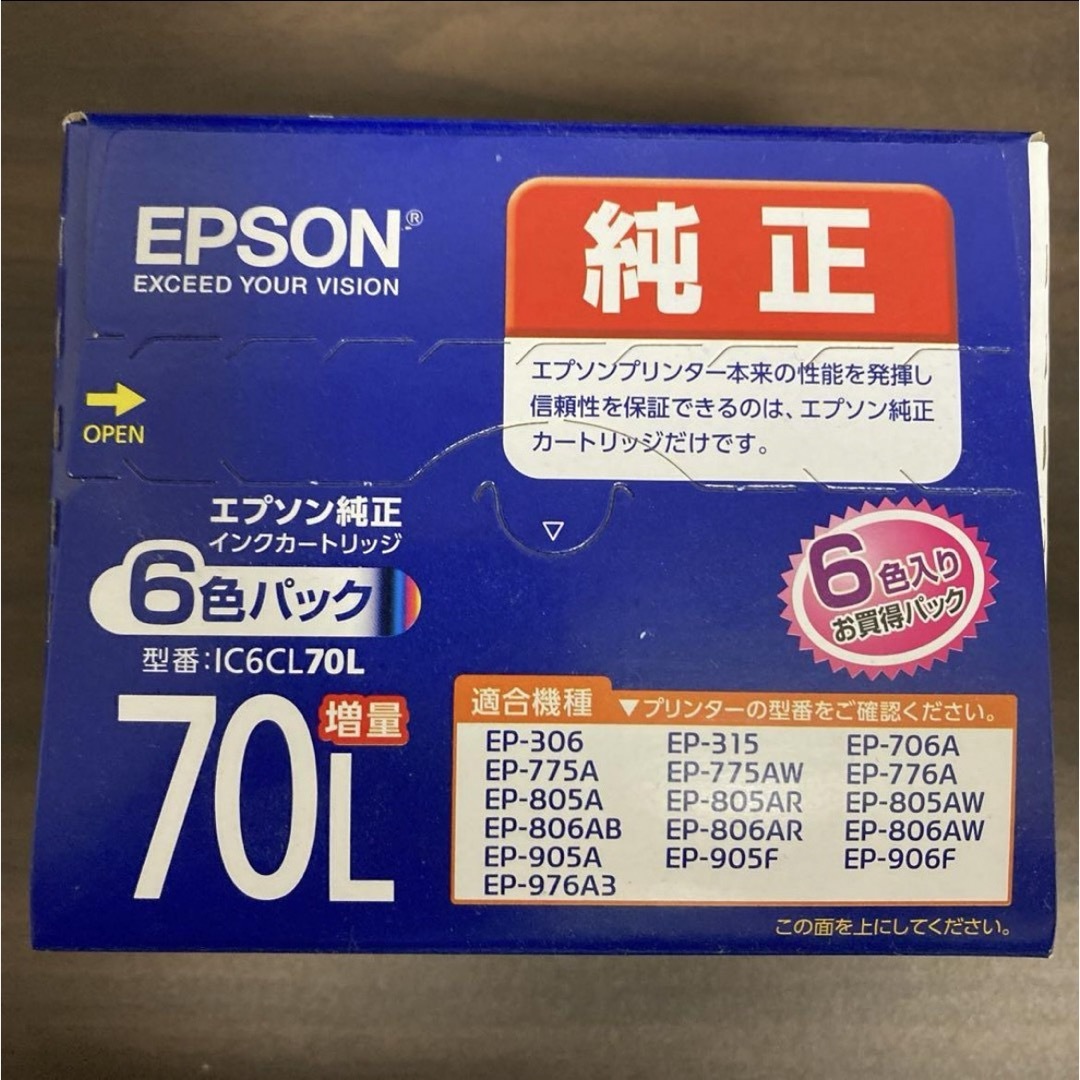 EPSON®
EXCEED YOUR VISION
純正
エプソンプリンター本来の性能を発揮し
信頼性を保証できるのは、エプソン純正
カートリッジだけです。
OPEN
エプソン純正
インクカートリッジ
6色パック
型番:IC6CL70L
70L
増量
6色入り
お買得パック
適合機種 ▼プリンターの型番をご確認ください。
EP-306 EP-315 EP-706A
EP-775A EP-775AW EP-776A
EP-805A EP-805AR EP-805AW
EP-806AB EP-806AR EP-806AW
EP-905A EP-905F EP-906F
EP-976A3
この面を上にしてください。